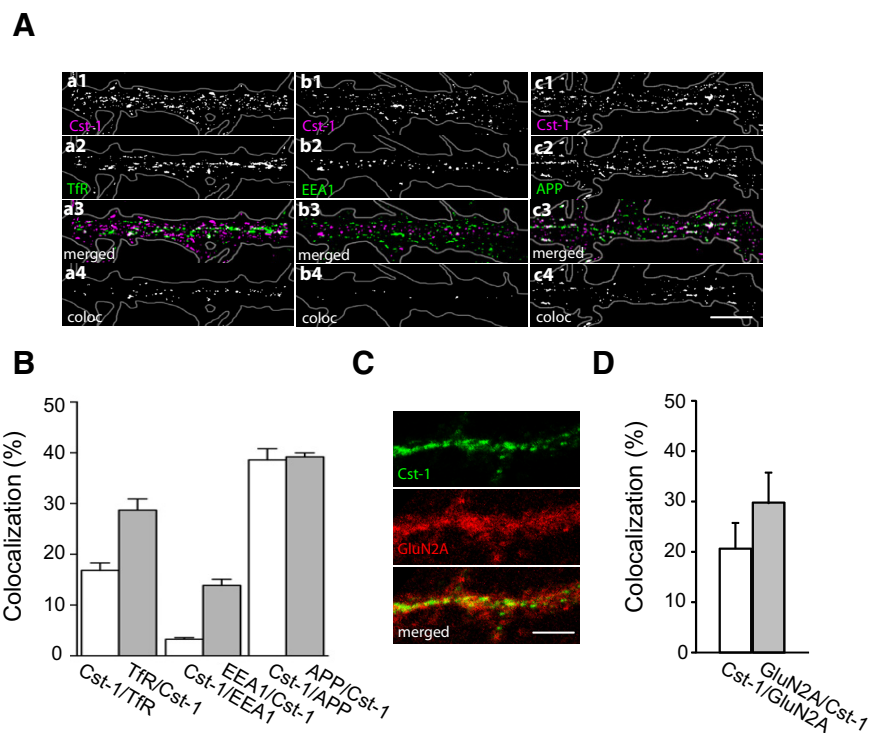 A
a1
Cst-1
b1
Cst-1
c1
Cst-1
a2
TfR
b2
EEA1
c2
APP
a3
merged
b3
merged
c3
merged
a4
coloc
b4
coloc
c4
coloc
B
Colocalization (%)
50
40
30
20
10
0
Cst-1/TfR
TfR/Cst-1
Cst-1/EEA1
EEA1/Cst-1
Cst-1/APP
APP/Cst-1
C
Cst-1
GluN2A
merged
D
Colocalization (%)
50
40
30
20
10
0
Cst-1/GluN2A
GluN2A/Cst-1